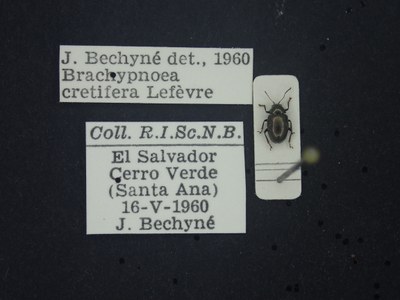 J. Bechyné det., 1960
Brachypnoea
cretifera Lefèvre
Coll. R.I.Sc.N.B.
El Salvador
Cerro Verde
(Santa Ana)
16-V-1960
J. Bechyné